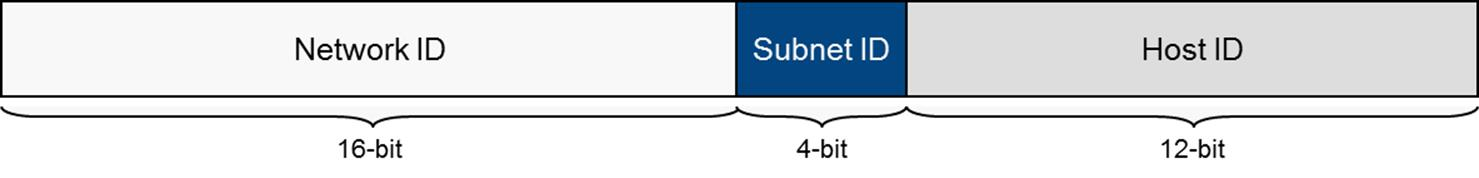 Network ID Subnet ID Host ID
16-bit 4-bit 12-bit